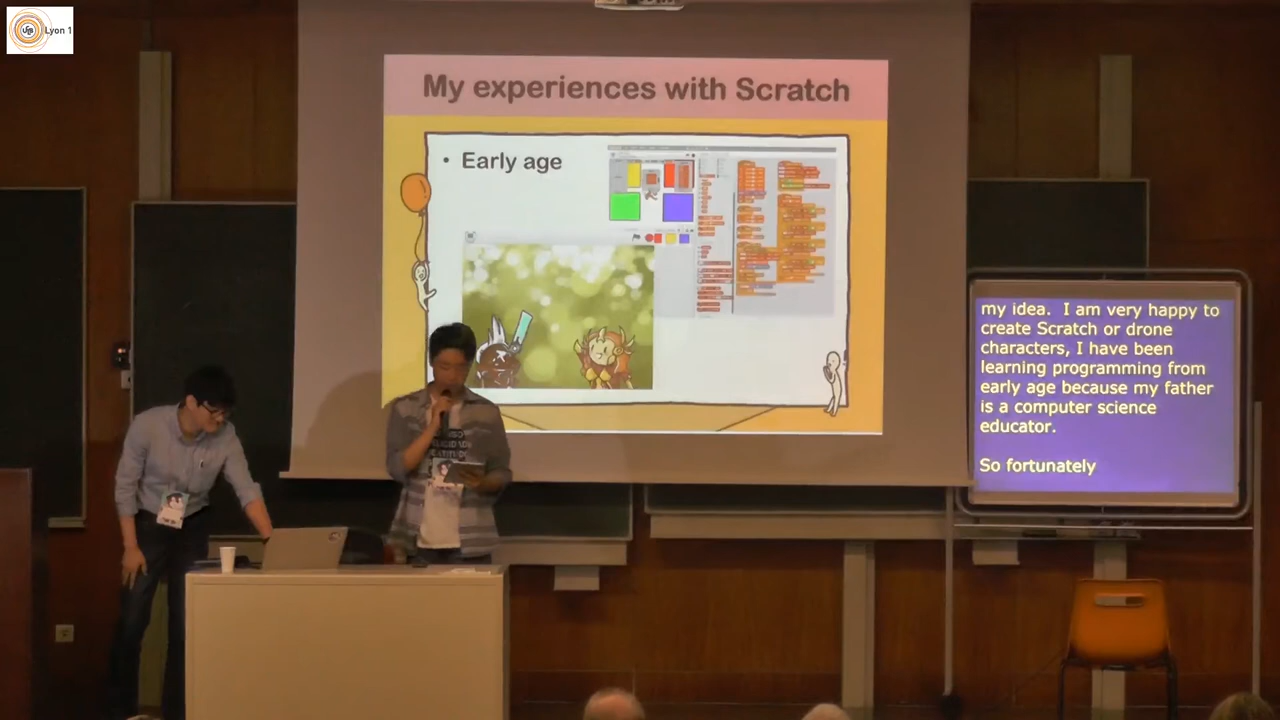 Lyon 1
My experiences with Scratch
• Early age
my idea. I am very happy to
create Scratch or drone
characters, I have been
learning programming from
early age because my father
is a computer science
educator.
So fortunately